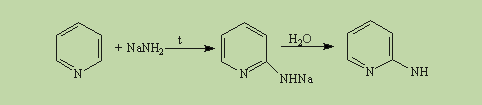 t
H₂O
N + NaNH₂ N NHNa N NH